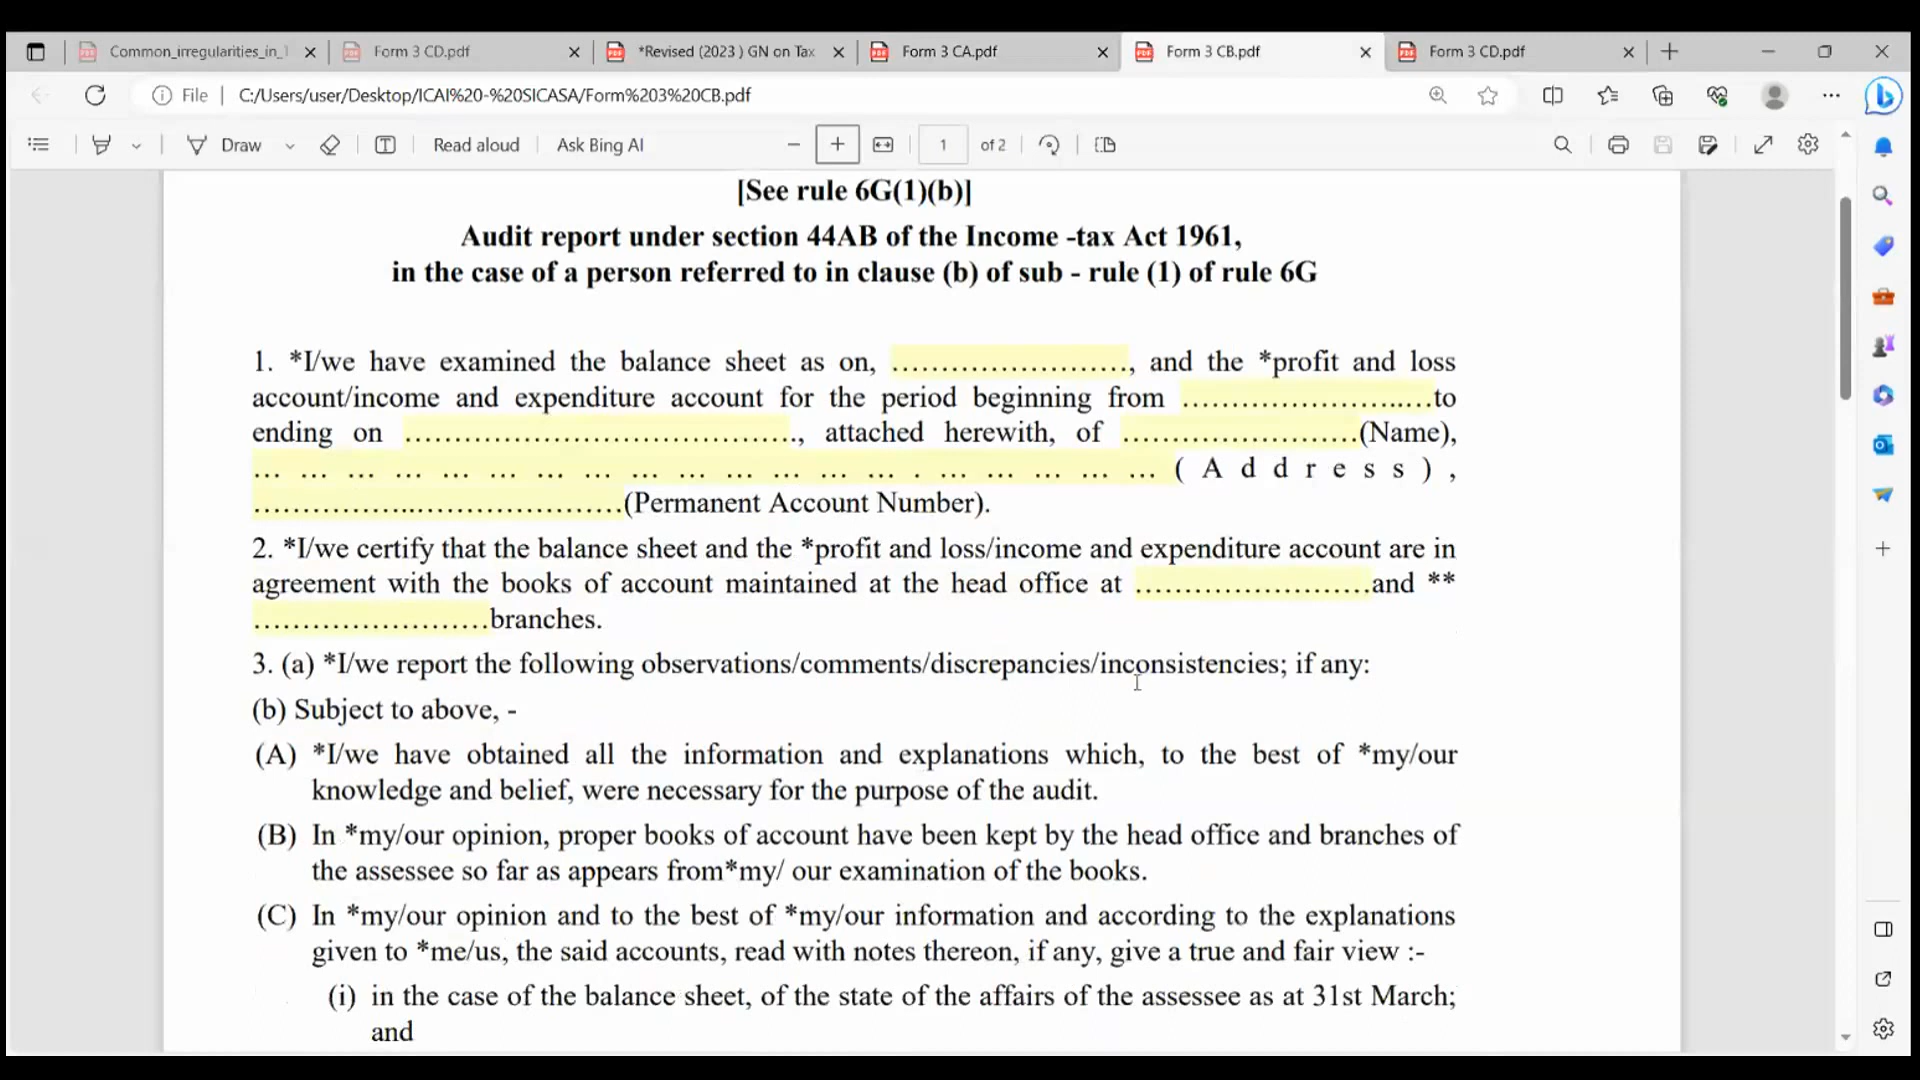 Common_irregularities_in_T
Form 3 CD.pdf
*Revised (2023 ) GN on Tax
Form 3 CA.pdf
Form 3 CB.pdf
Form 3 CD.pdf
File
C:/Users/user/Desktop/ICAI%20-%20SICASA/Form%203%20CB.pdf
Draw
Read aloud
Ask Bing AI
1 of 2
[See rule 6G(1)(b)]
Audit report under section 44AB of the Income -tax Act 1961,
in the case of a person referred to in clause (b) of sub - rule (1) of rule 6G
1. *I/we have examined the balance sheet as on, ……………………, and the *profit and loss
account/income and expenditure account for the period beginning from ……………………..…to
ending on …………………………………., attached herewith, of ……………………(Name),
… … … … … … … … … … … … … … . … … … … … ( A d d r e s s ) ,
……………..…………………(Permanent Account Number).
2. *I/we certify that the balance sheet and the *profit and loss/income and expenditure account are in
agreement with the books of account maintained at the head office at ……………………and **
……………………branches.
3. (a) *I/we report the following observations/comments/discrepancies/inconsistencies; if any:
(b) Subject to above, -
(A) *I/we have obtained all the information and explanations which, to the best of *my/our
knowledge and belief, were necessary for the purpose of the audit.
(B) In *my/our opinion, proper books of account have been kept by the head office and branches of
the assessee so far as appears from*my/ our examination of the books.
(C) In *my/our opinion and to the best of *my/our information and according to the explanations
given to *me/us, the said accounts, read with notes thereon, if any, give a true and fair view :-
(i) in the case of the balance sheet, of the state of the affairs of the assessee as at 31st March;
and